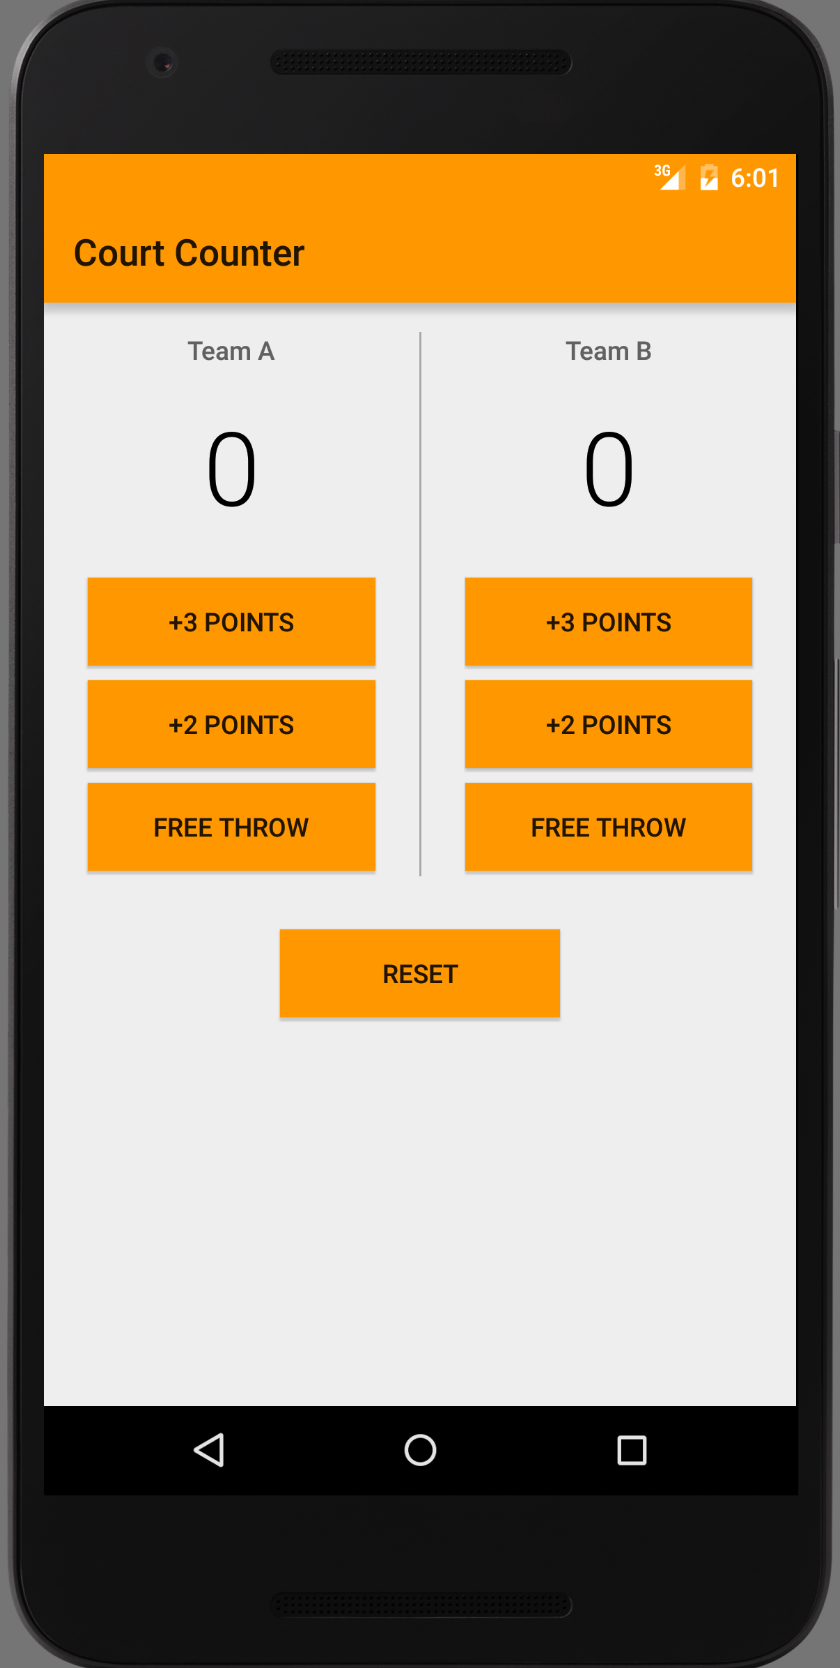 3G 6:01
Court Counter
Team A
0
+3 POINTS
+2 POINTS
FREE THROW
Team B
0
+3 POINTS
+2 POINTS
FREE THROW
RESET